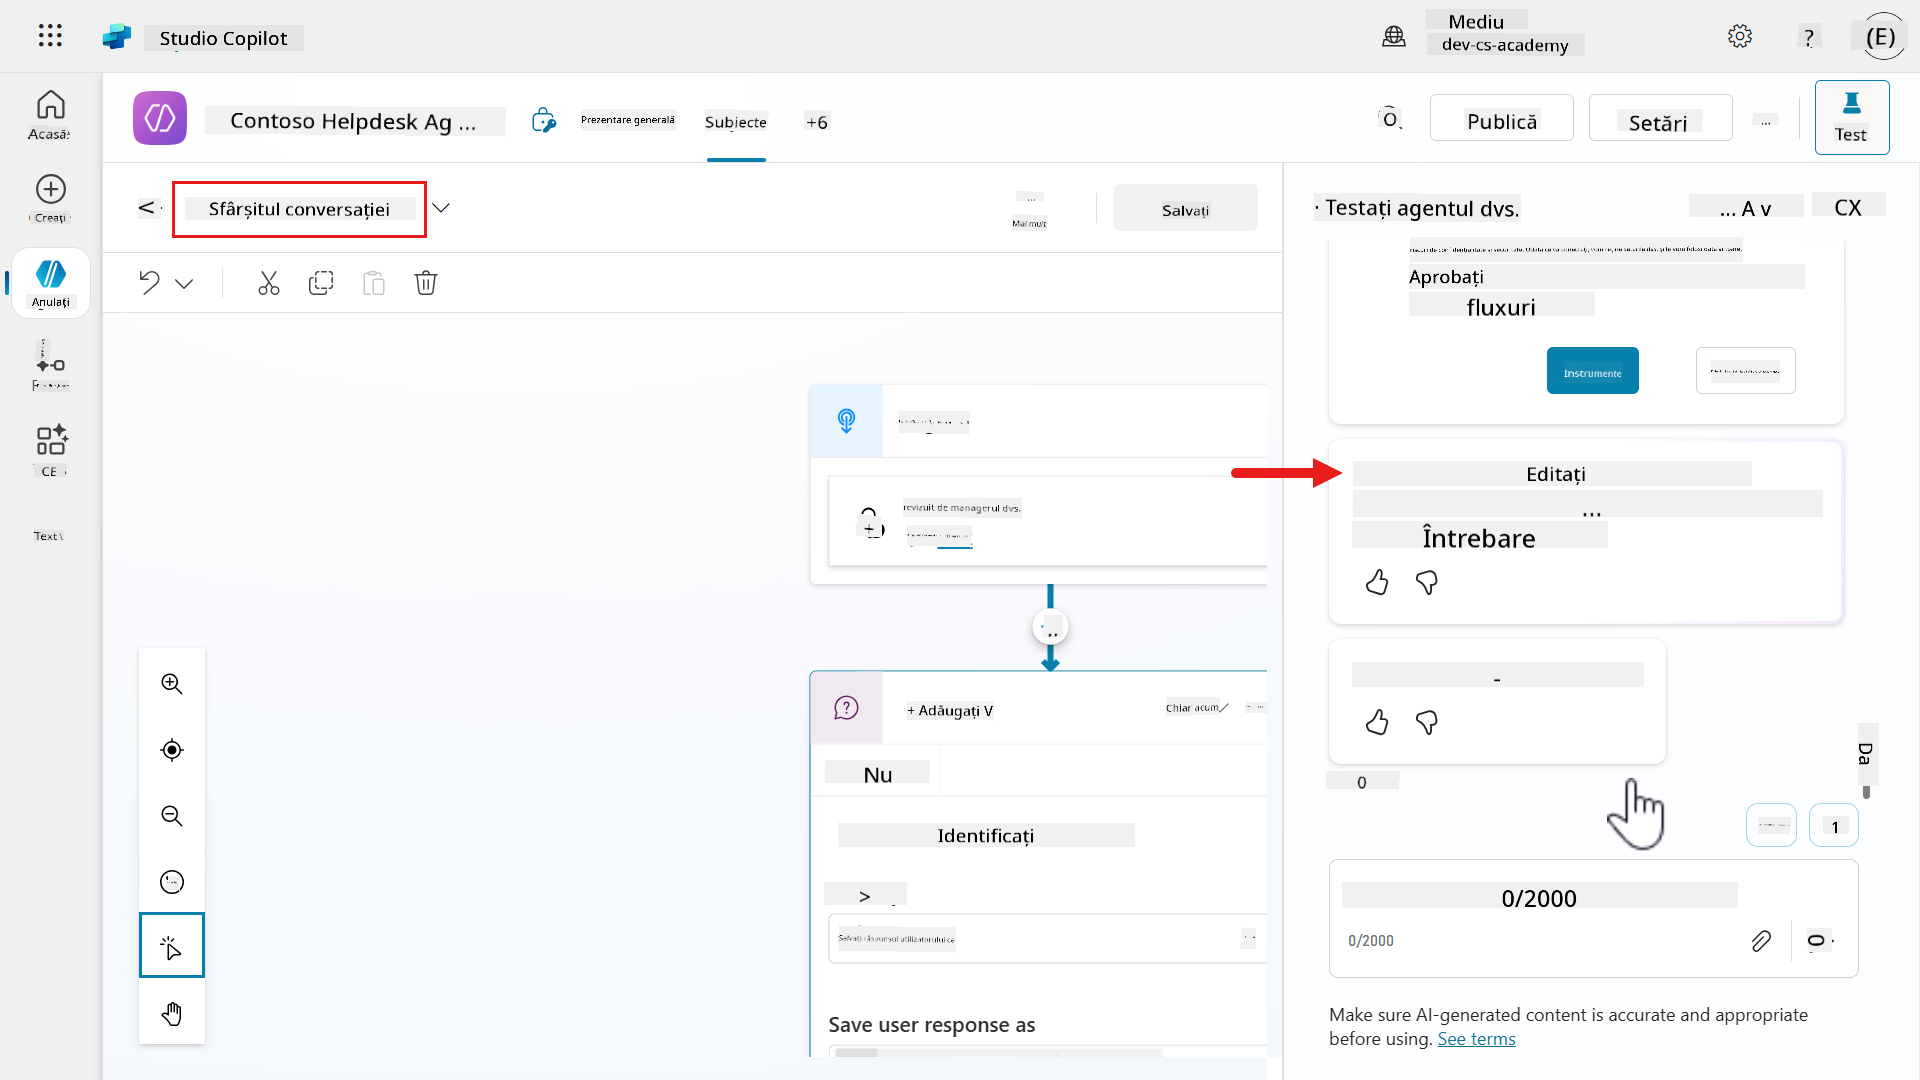 Studio Copilot
Mediu
dev-cs-academy
?
(E)
Acasă
Creați
Anulați
CE
Text
Contoso Helpdesk Ag ...
Prezentare generală
Subiecte
+6
Publică
Setări
...
Test
< Sfârșitul conversației
...
Mai mult
Salvați
revizuit de managerul dvs.
+ Adăugați V
Chiar acum
Nu
Identificați
>
Salvați răspunsul utilizatorului ca
Save user response as
Testați agentul dvs.
... A v
CX
Aprobați
fluxuri
Instrumente
Editați
...
Întrebare
-
0
Da
1
0/2000
0/2000
Make sure AI-generated content is accurate and appropriate
before using. See terms